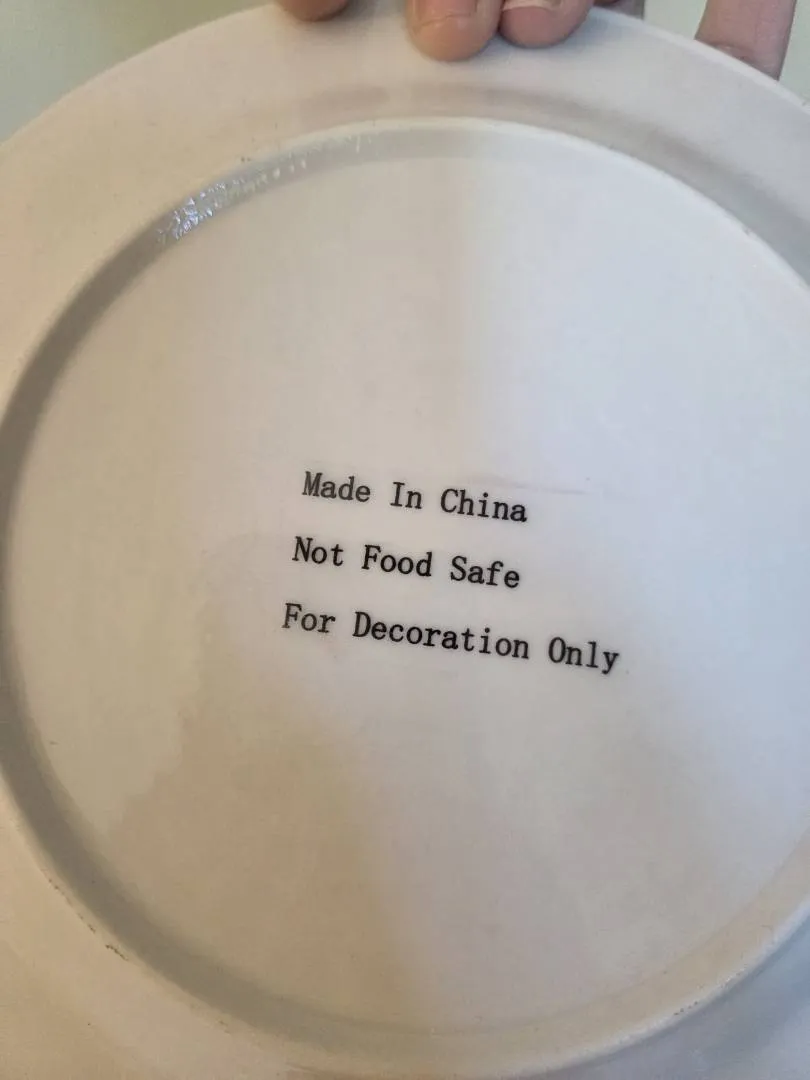 Made In China
Not Food Safe
For Decoration Only